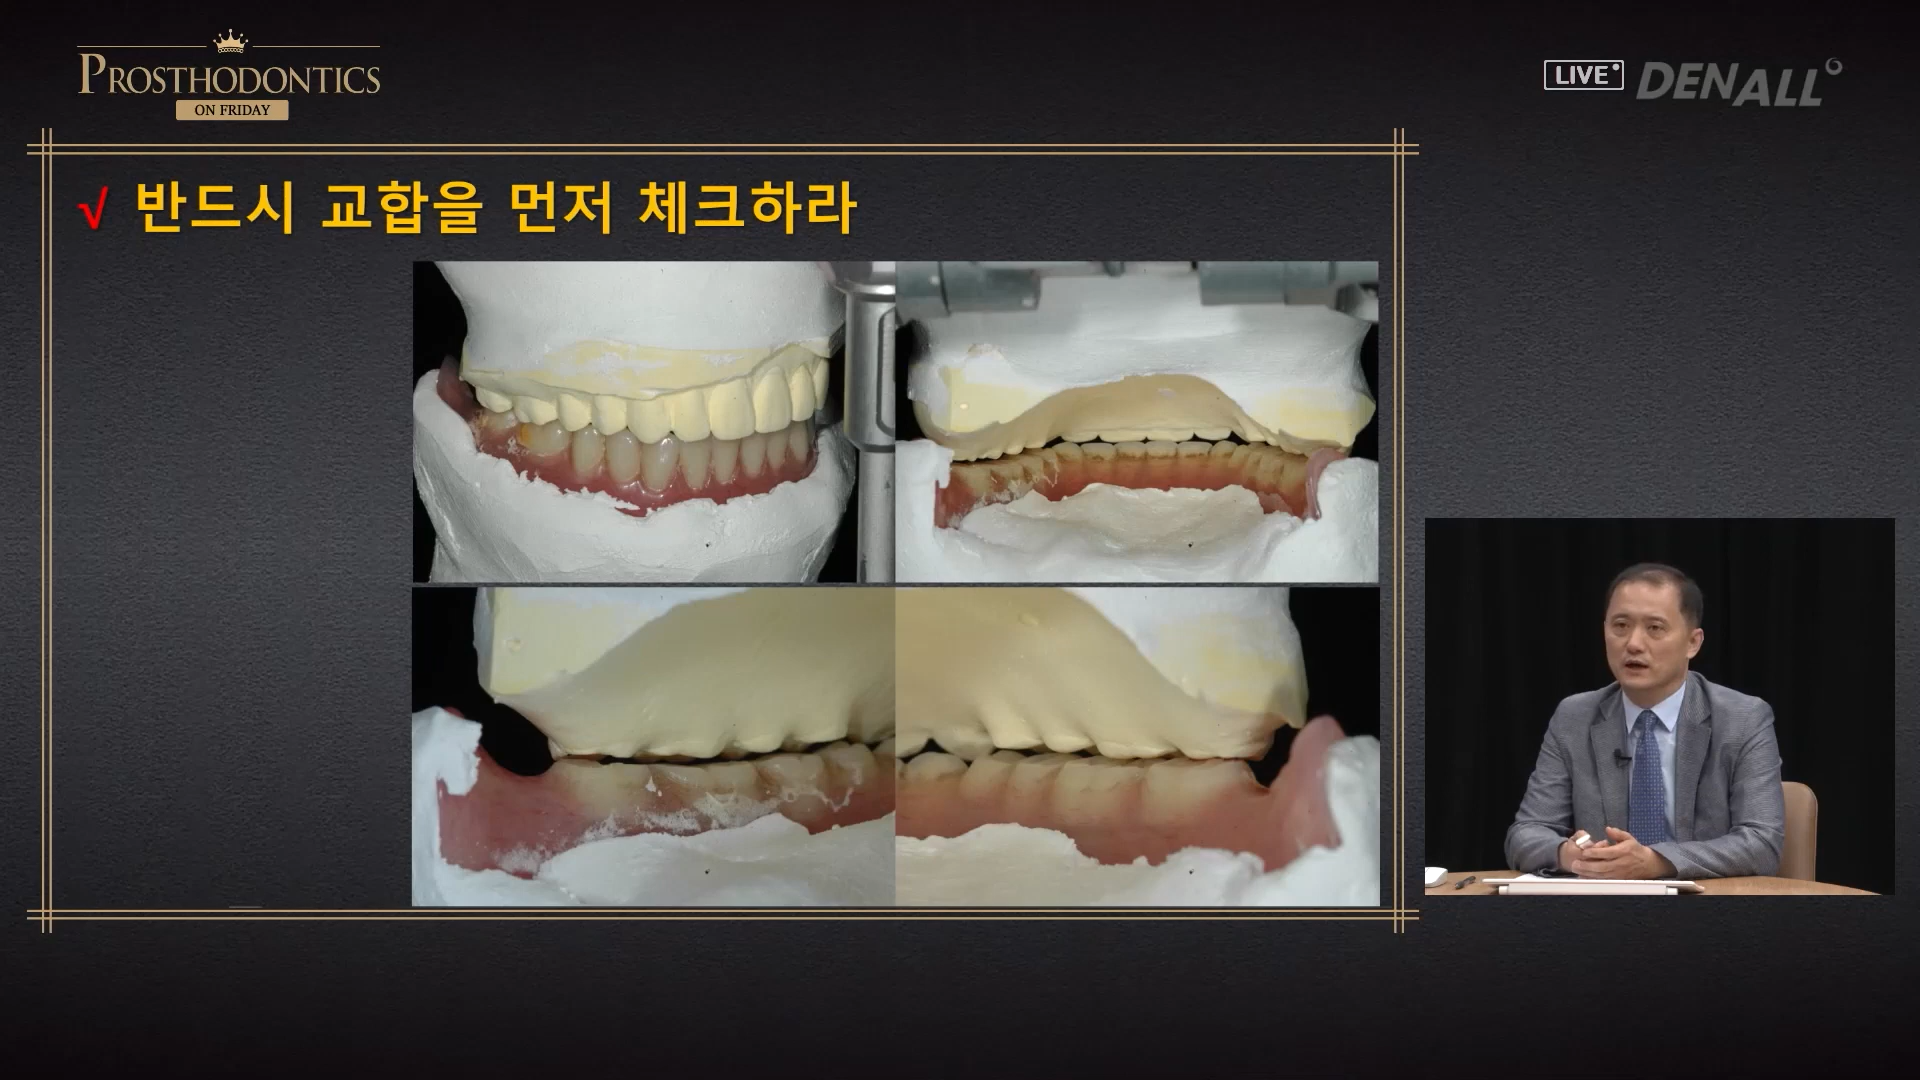 PROSTHODONTICS
ON FRIDAY
LIVE
DENALL
√ 반드시 교합을 먼저 체크하라